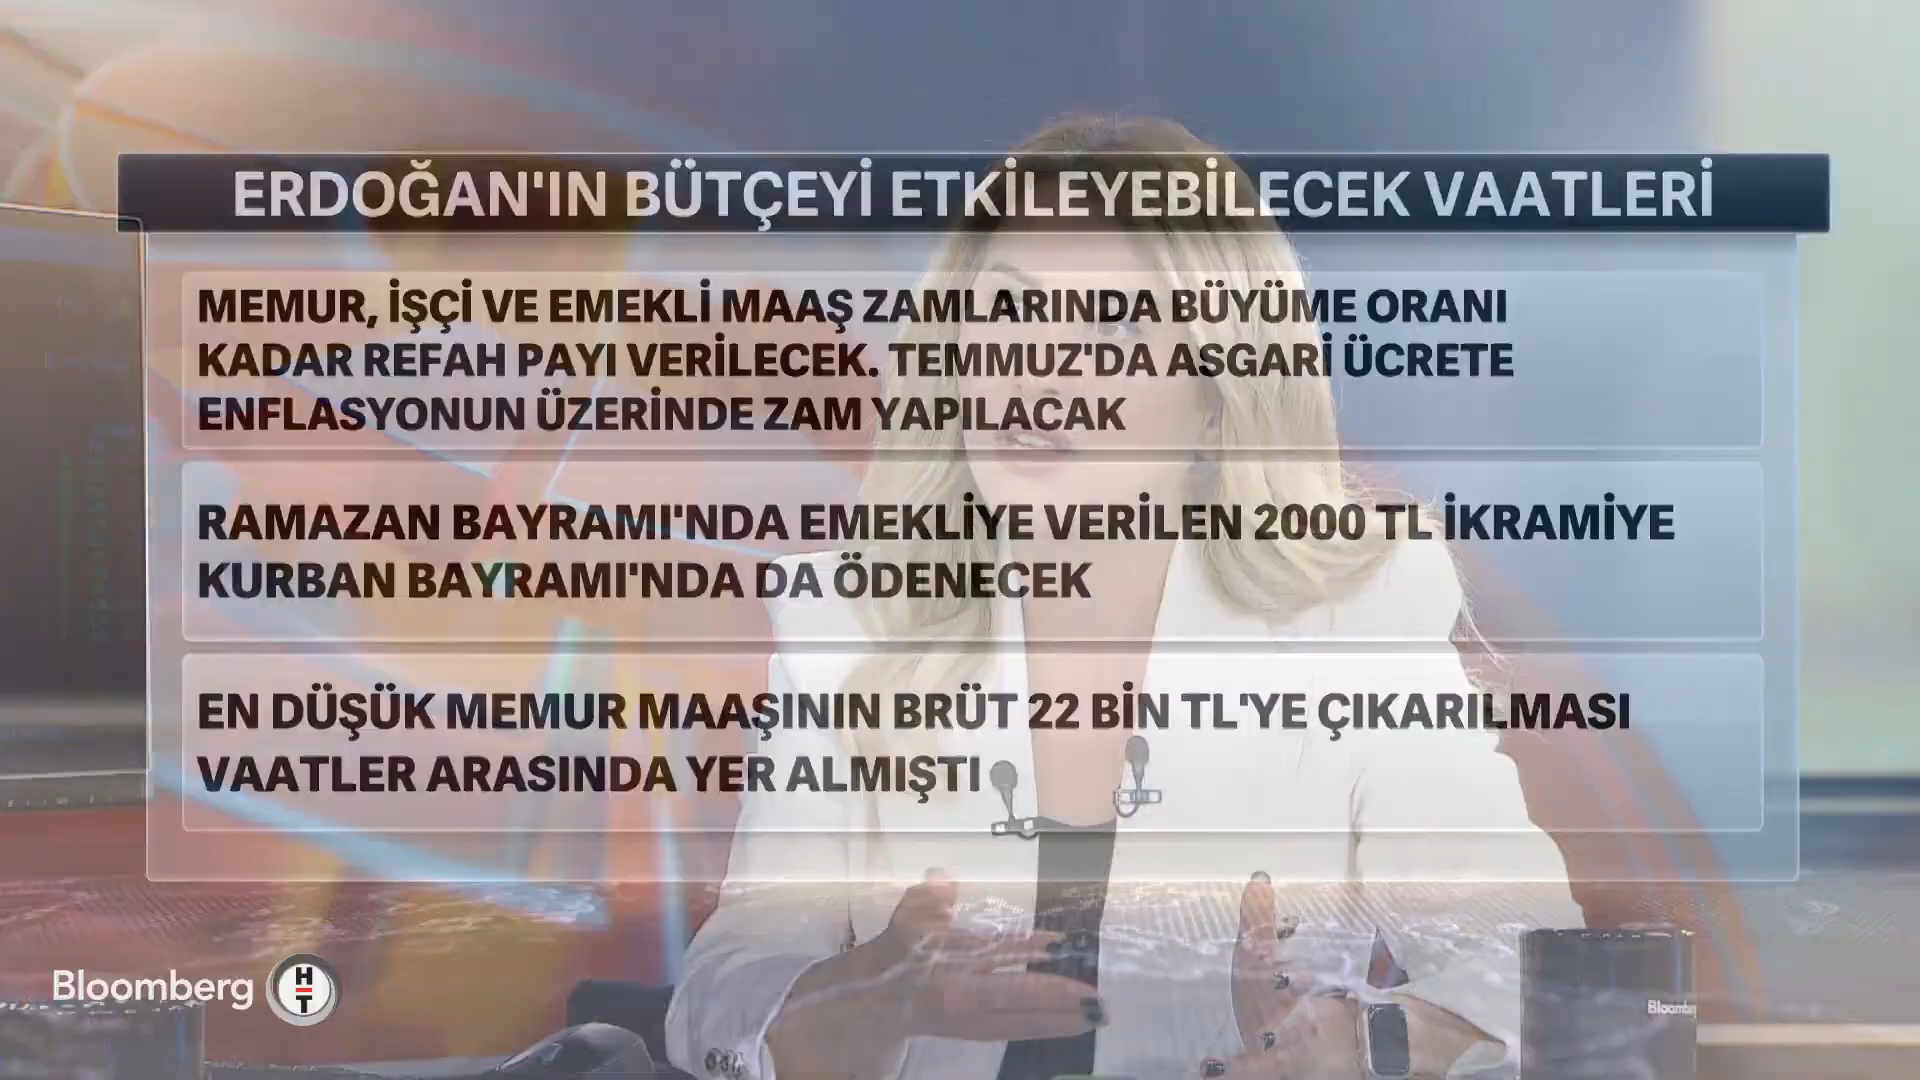 ERDOĞAN'IN BÜTÇEYİ ETKİLEYEBİLECEK VAATLERİ
MEMUR, İŞÇİ VE EMEKLİ MAAŞ ZAMLARINDA BÜYÜME ORANI
KADAR REFAH PAYI VERİLECEK. TEMMUZ'DA ASGARİ ÜCRETE
ENFLASYONUN ÜZERİNDE ZAM YAPILACAK
RAMAZAN BAYRAMI'NDA EMEKLİYE VERİLEN 2000 TL İKRAMİYE
KURBAN BAYRAMI'NDA DA ÖDENECEK
EN DÜŞÜK MEMUR MAAŞININ BRÜT 22 BİN TL'YE ÇIKARILMASI
VAATLER ARASINDA YER ALMIŞTI
Bloomberg HT